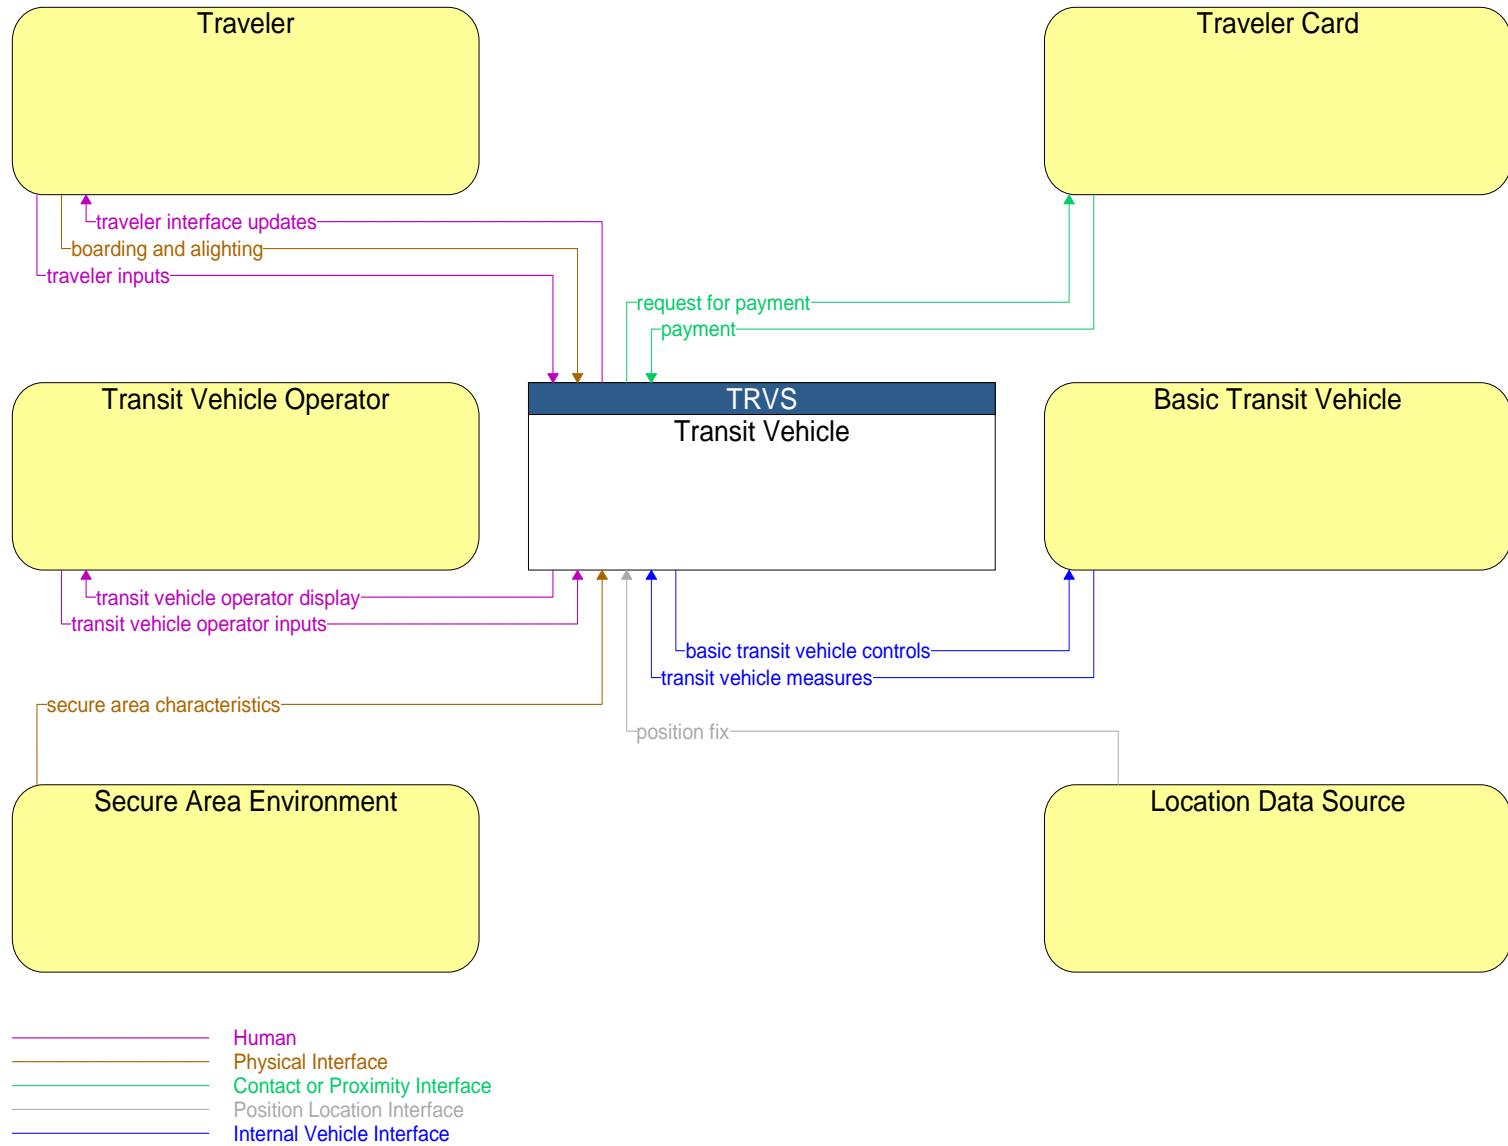 Traveler
Traveler Card
traveler interface updates
boarding and alighting
traveler inputs
request for payment
payment
Transit Vehicle Operator
TRVS
Transit Vehicle
Basic Transit Vehicle
transit vehicle operator display
transit vehicle operator inputs
basic transit vehicle controls
transit vehicle measures
secure area characteristics
position fix
Secure Area Environment
Location Data Source
Human
Physical Interface
Contact or Proximity Interface
Position Location Interface
Internal Vehicle Interface